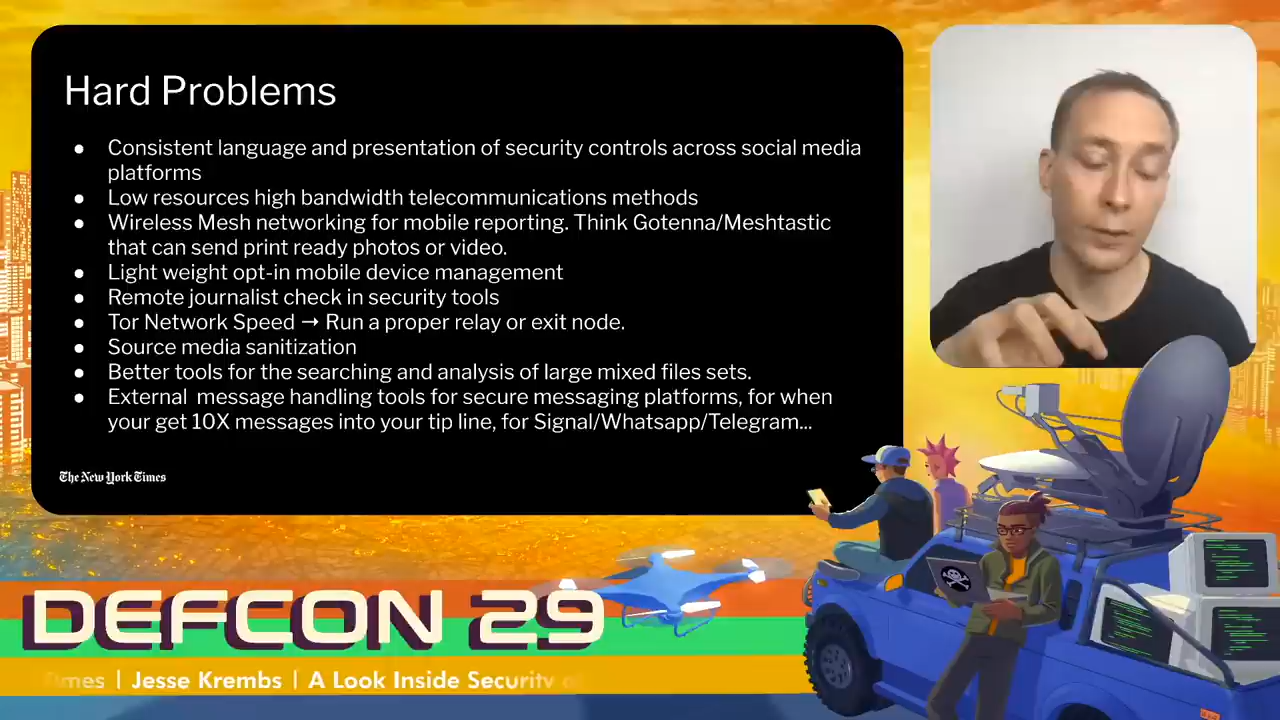 Hard Problems
● Consistent language and presentation of security controls across social media
platforms
● Low resources high bandwidth telecommunications methods
● Wireless Mesh networking for mobile reporting. Think Gotenna/Meshtastic
that can send print ready photos or video.
● Light weight opt-in mobile device management
● Remote journalist check in security tools
● Tor Network Speed → Run a proper relay or exit node.
● Source media sanitization
● Better tools for the searching and analysis of large mixed files sets.
● External message handling tools for secure messaging platforms, for when
your get 10X messages into your tip line, for Signal/Whatsapp/Telegram...
The New York Times
DEFCON 29
Times | Jesse Krembs | A Look Inside Security